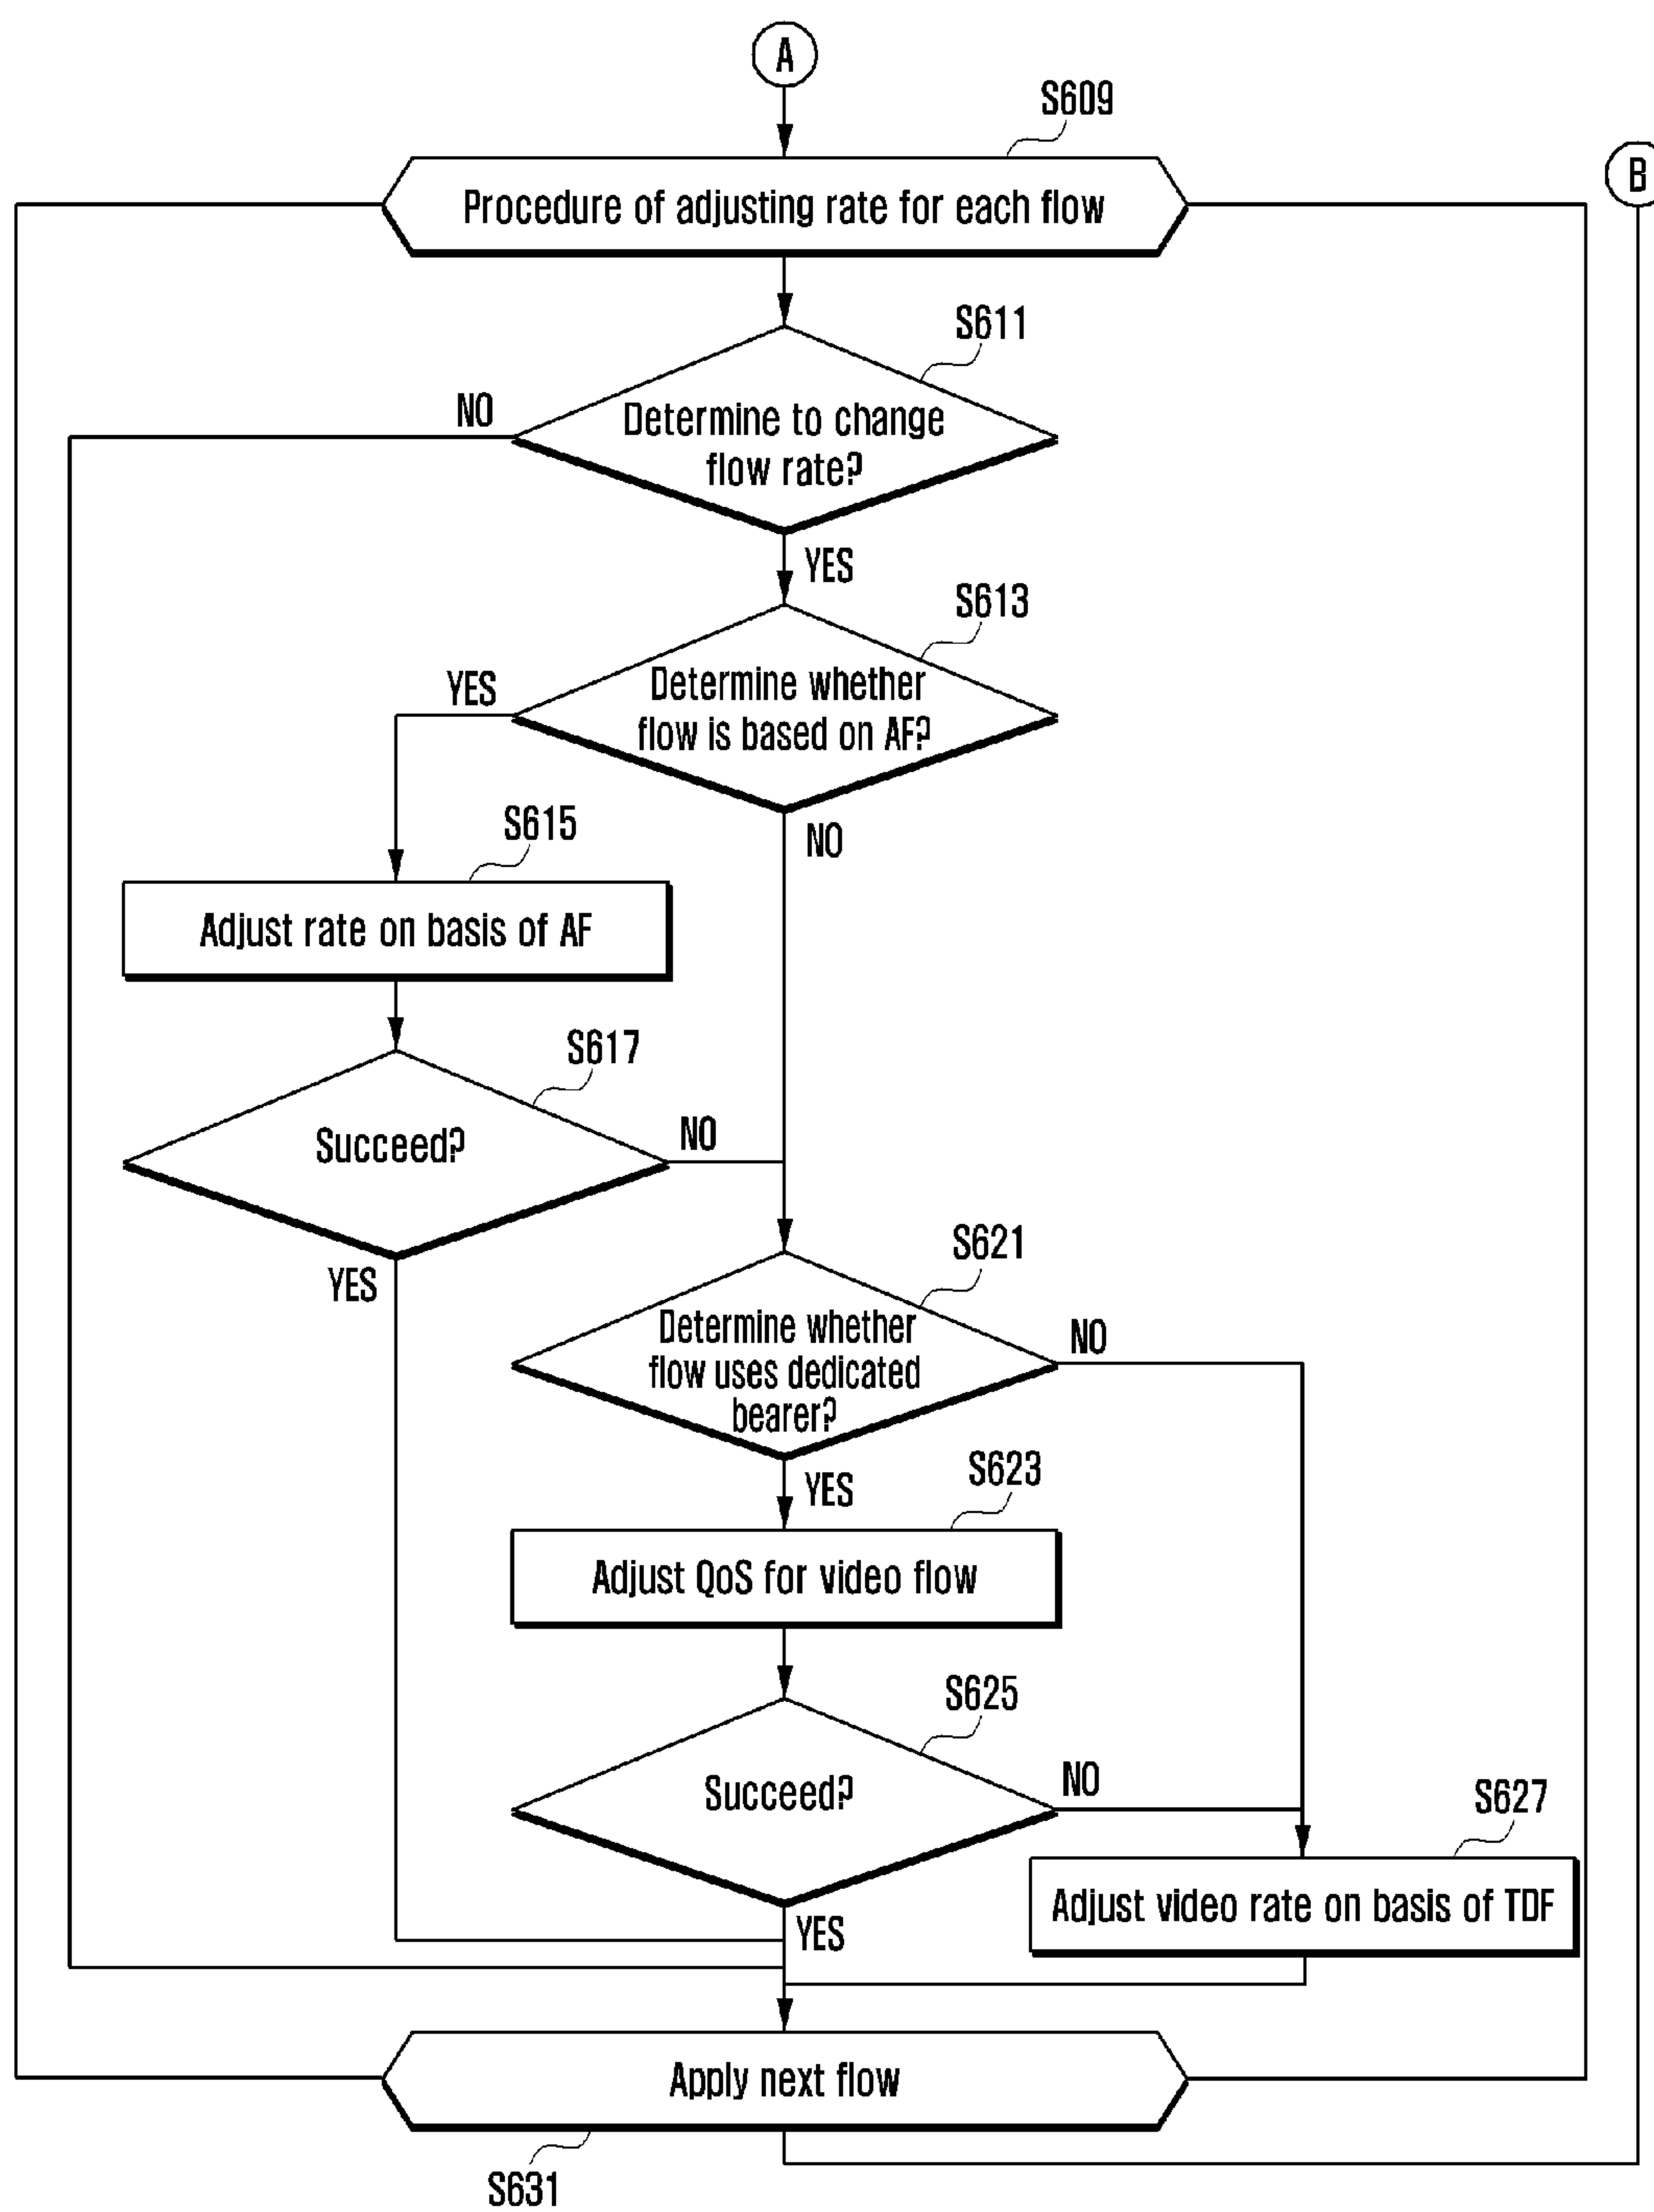 A
S609
B
Procedure of adjusting rate for each flow
S611
NO
Determine to change
flow rate?
YES
S613
YES
Determine whether
flow is based on AF?
NO
S615
Adjust rate on basis of AF
S617
Succeed?
NO
YES
S621
Determine whether
flow uses dedicated
bearer?
NO
YES
S623
Adjust QoS for video flow
S625
Succeed?
NO
S627
Adjust video rate on basis of TDF
YES
Apply next flow
S631